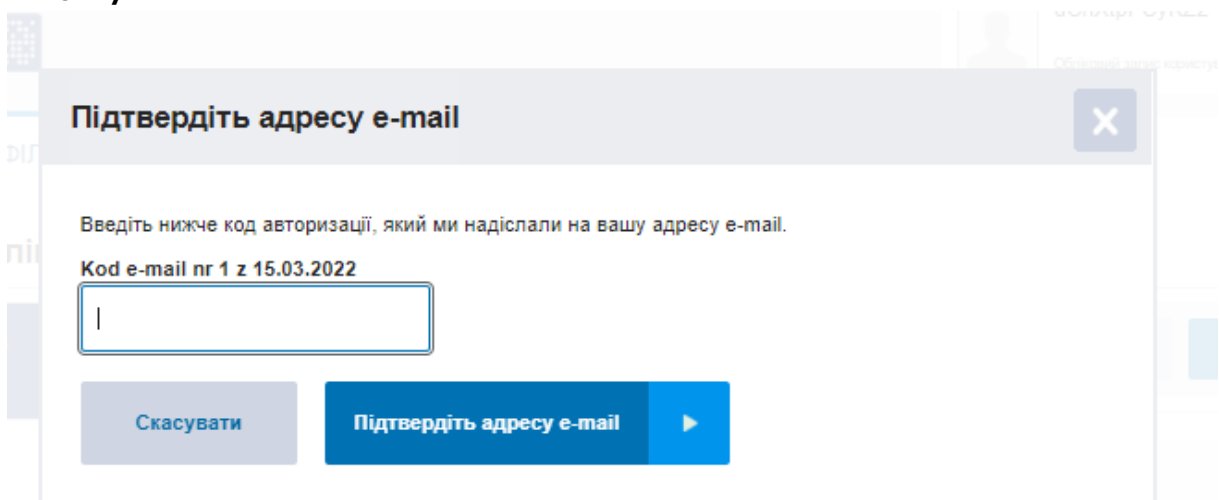 Підтвердіть адресу e-mail
Введіть нижче код авторизації, який ми надіслали на вашу адресу e-mail.
Kod e-mail nr 1 z 15.03.2022
Скасувати
Підтвердіть адресу e-mail